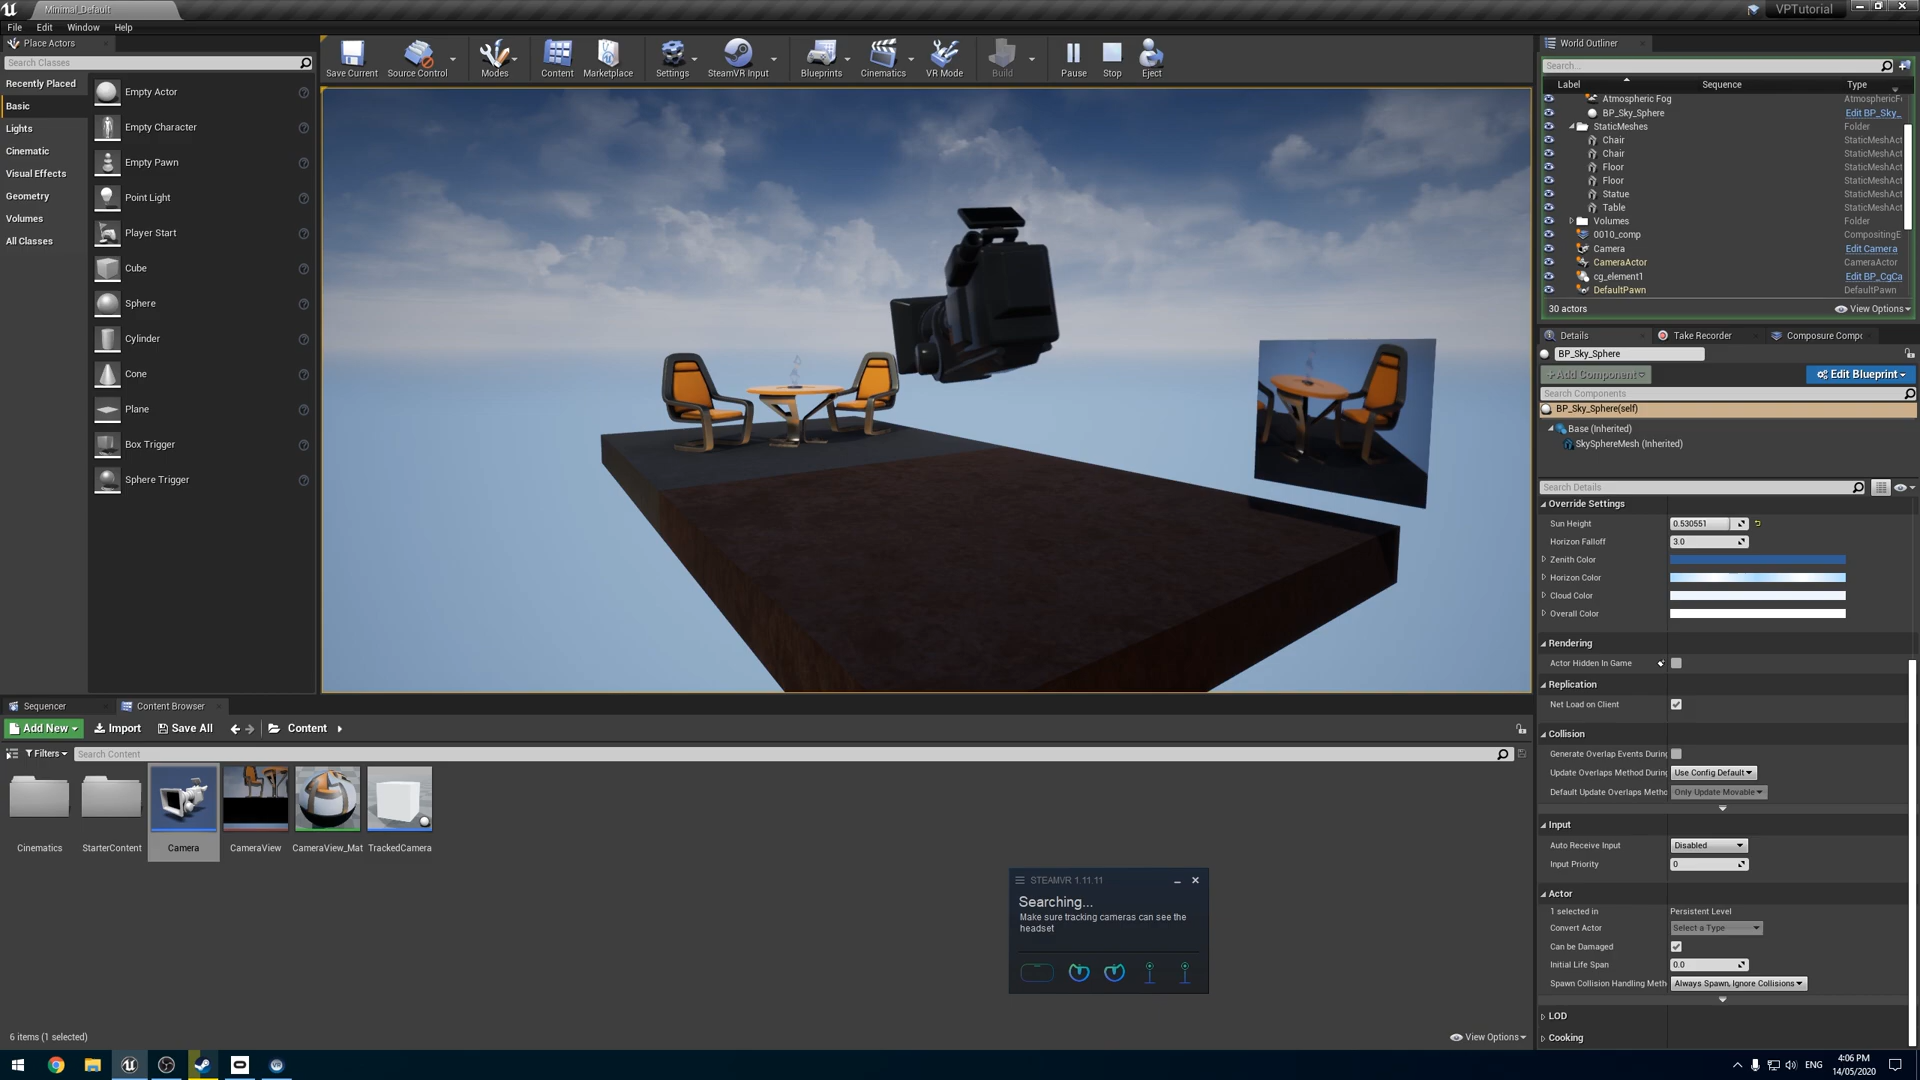 Minimal_Default
VPTutorial
File Edit Window Help
Place Actors
Search Classes
Recently Placed
Basic
Lights
Cinematic
Visual Effects
Geometry
Volumes
All Classes
Empty Actor
Empty Character
Empty Pawn
Point Light
Player Start
Cube
Sphere
Cylinder
Cone
Plane
Box Trigger
Sphere Trigger
Save Current Source Control Modes Content Marketplace Settings SteamVR Input Blueprints Cinematics VR Mode Build Pause Stop Eject
World Outliner
Search...
Label Sequence Type
Atmospheric Fog AtmosphericF
BP_Sky_Sphere Edit BP_Sky_
StaticMeshes Folder
Chair StaticMeshAct
Chair StaticMeshAct
Floor StaticMeshAct
Floor StaticMeshAct
Statue StaticMeshAct
Table StaticMeshAct
Volumes Folder
0010_comp CompositingE
Camera Edit Camera
CameraActor CameraActor
cg_element1 Edit BP_CgCa
DefaultPawn DefaultPawn
30 actors View Options
Details Take Recorder Composure Compo
BP_Sky_Sphere
+Add Component Edit Blueprint
Search Components
BP_Sky_Sphere(self)
Base (Inherited)
SkySphereMesh (Inherited)
Search Details
Override Settings
Sun Height 0.530551
Horizon Falloff 3.0
Zenith Color
Horizon Color
Cloud Color
Overall Color
Rendering
Actor Hidden In Game
Replication
Net Load on Client
Collision
Generate Overlap Events During
Update Overlaps Method During Use Config Default
Default Update Overlaps Metho Only Update Movable
Input
Auto Receive Input Disabled
Input Priority 0
Actor
1 selected in Persistent Level
Convert Actor Select a Type
Can be Damaged
Initial Life Span 0.0
Spawn Collision Handling Meth Always Spawn, Ignore Collisions
LOD
Cooking
Sequencer Content Browser
Add New Import Save All Content
Filters Search Content
Cinematics StarterContent Camera CameraView CameraView_Mat TrackedCamera
STEAMVR 1.11.11
Searching...
Make sure tracking cameras can see the
headset
6 items (1 selected) View Options
ENG
4:06 PM
14/05/2020